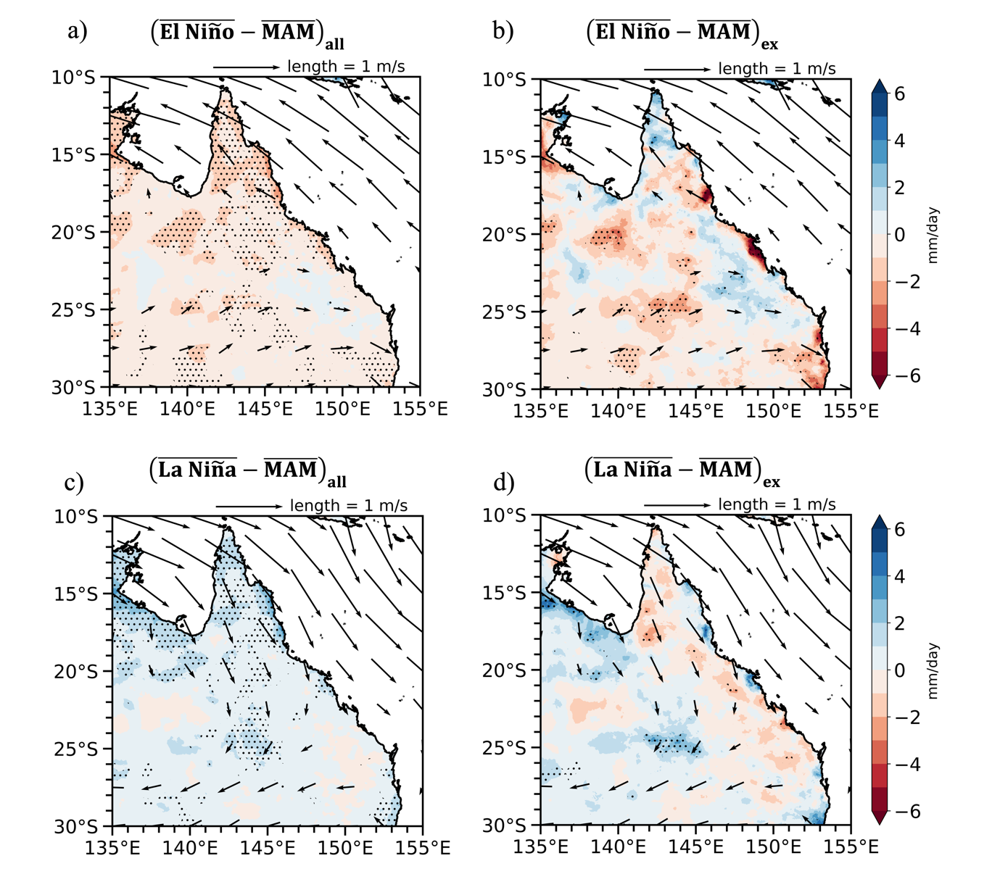 a)
(El Niño − MAM)all
length = 1 m/s
10°S
15°S
20°S
25°S
30°S
135°E 140°E 145°E 150°E 155°E
b)
(El Niño − MAM)ex
length = 1 m/s
10°S
15°S
20°S
25°S
30°S
135°E 140°E 145°E 150°E 155°E
6
4
2
0
−2
−4
−6
mm/day
c)
(La Niña − MAM)all
length = 1 m/s
10°S
15°S
20°S
25°S
30°S
135°E 140°E 145°E 150°E 155°E
d)
(La Niña − MAM)ex
length = 1 m/s
10°S
15°S
20°S
25°S
30°S
135°E 140°E 145°E 150°E 155°E
6
4
2
0
−2
−4
−6
mm/day